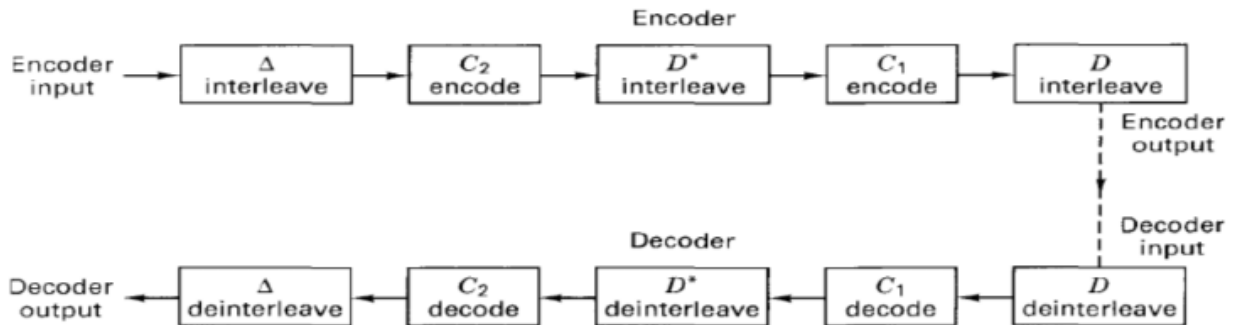 Encoder
Encoder
input
Δ
interleave
C₂
encode
D*
interleave
C₁
encode
D
interleave
Encoder
output
Decoder
input
Decoder
Decoder
output
Δ
deinterleave
C₂
decode
D*
deinterleave
C₁
decode
D
deinterleave